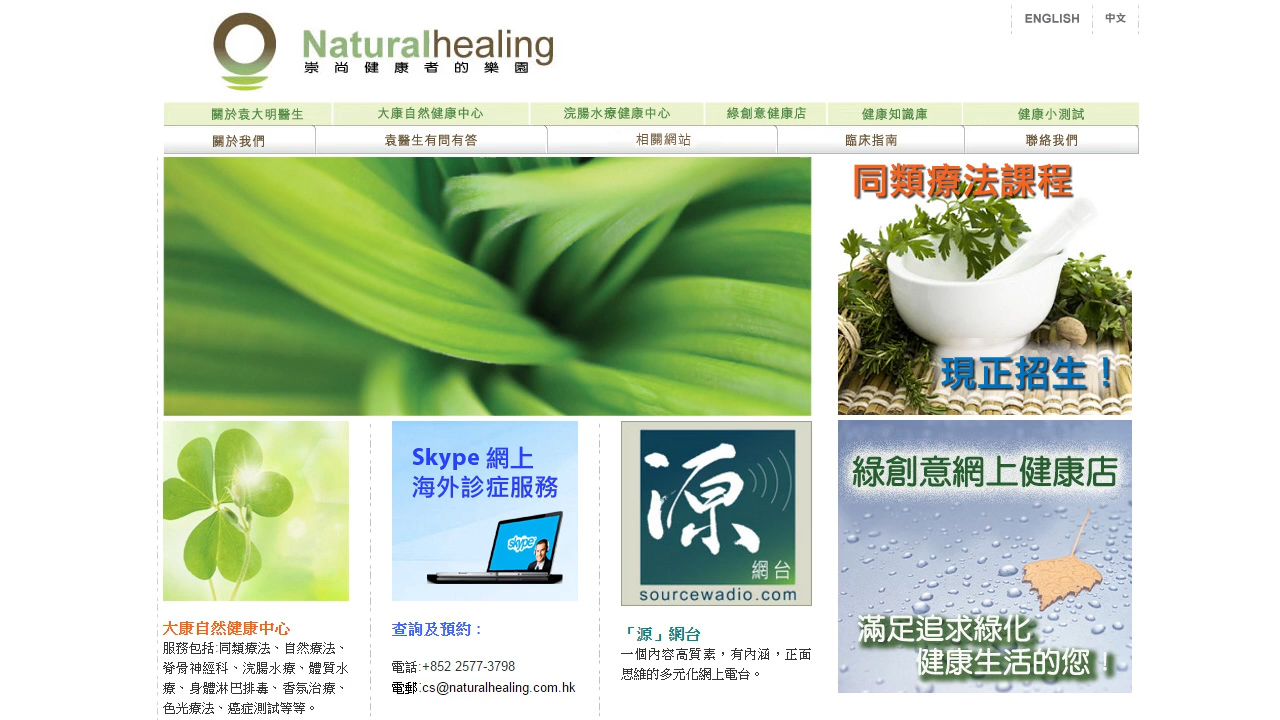 ENGLISH 中文
Naturalhealing
崇尚健康者的樂園
關於袁大明醫生 大康自然健康中心 浣腸水療健康中心 綠創意健康店 健康知識庫 健康小測試
關於我們 袁醫生有問有答 相關網站 臨床指南 聯絡我們
同類療法課程
現正招生！
Skype 網上
海外診症服務
skype
源
網台
sourcewadio.com
綠創意網上健康店
滿足追求綠化
健康生活的您！
大康自然健康中心
服務包括:同類療法、自然療法、
脊骨神經科、浣腸水療、體質水
療、身體淋巴排毒、香氛治療、
色光療法、癌症測試等等。
查詢及預約：
電話:+852 2577-3798
電郵:cs@naturalhealing.com.hk
「源」網台
一個內容高質素，有內涵，正面
思維的多元化網上電台。